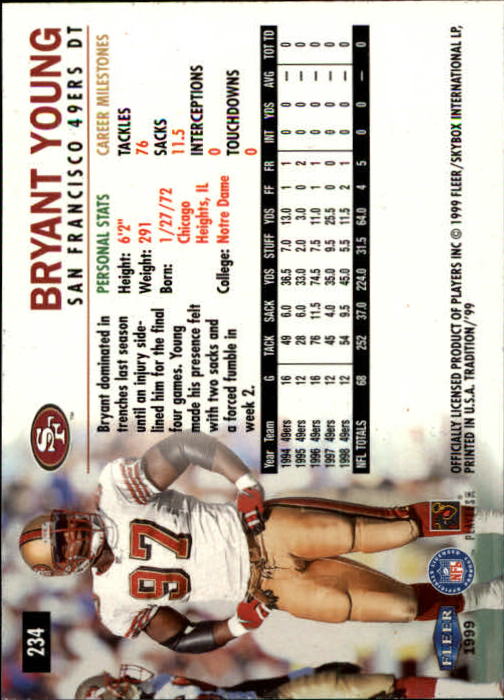 234
SF
BRYANT YOUNG
SAN FRANCISCO 49ERS DT
Bryant dominated in
trenches last season
until an injury side-
lined him for the final
four games. Young
made his presence felt
with two sacks and
a forced fumble in
week 2.
PERSONAL STATS
Height: 6'2"
Weight: 291
Born:
1/27/72
Chicago
Heights, IL
College: Notre Dame
CAREER MILESTONES
TACKLES
76
SACKS
11.5
INTERCEPTIONS
0
TOUCHDOWNS
0
Year Team G TACK SACK YDS STUFF YDS FF FR INT YDS AVG TOT TD
1994 49ers 16 49 6.0 36.5 7.0 13.0 1 1 0 0 — 0
1995 49ers 12 28 6.0 33.0 3.0 3.5 0 2 0 0 — 0
1996 49ers 16 76 11.5 74.5 7.5 11.0 1 1 0 0 — 0
1997 49ers 12 45 4.0 35.0 9.5 25.5 1 0 0 0 — 0
1998 49ers 12 54 9.5 45.0 5.5 11.5 2 1 0 0 — 0
NFL TOTALS 68 252 37.0 224.0 31.5 64.0 4 5 0 0 — 0
97
PLAYERS INC
NFL
FLEER
1999
OFFICIALLY LICENSED PRODUCT OF PLAYERS INC © 1999 FLEER/SKYBOX INTERNATIONAL LP,
PRINTED IN U.S.A. TRADITION/'99